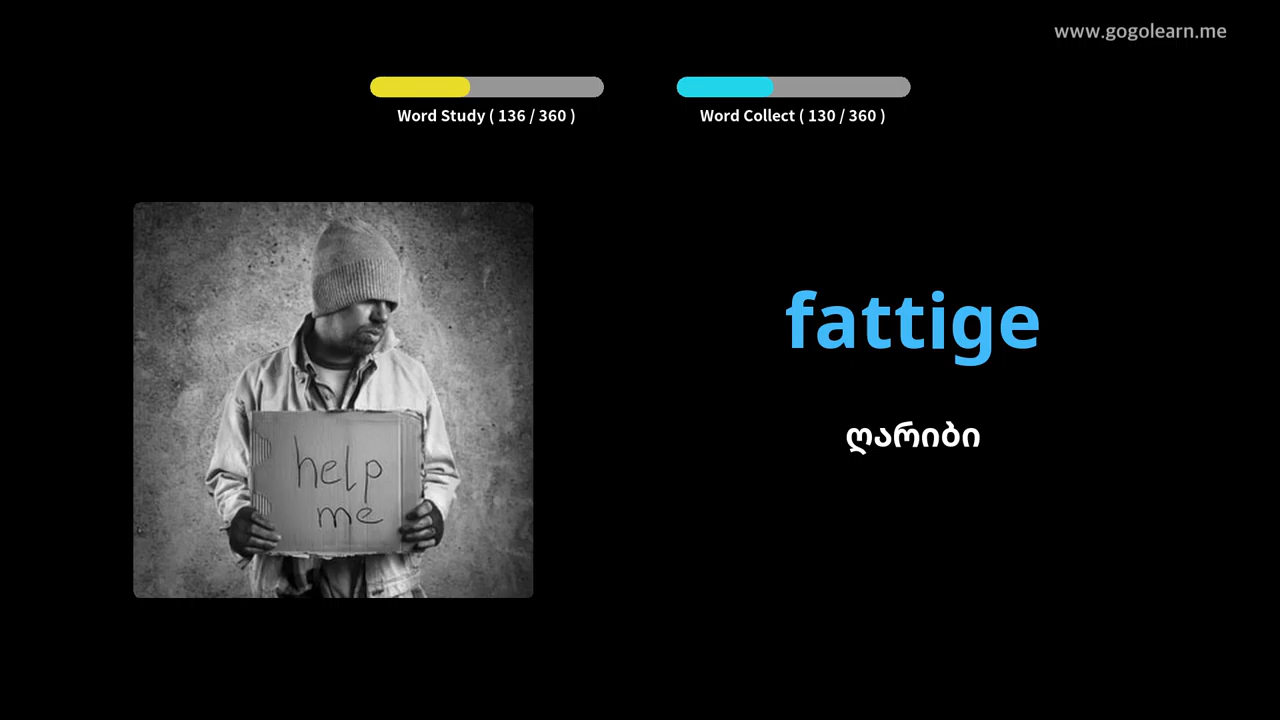 www.gogolearn.me
Word Study ( 136 / 360 )
Word Collect ( 130 / 360 )
help
me
fattige
ღარიბი